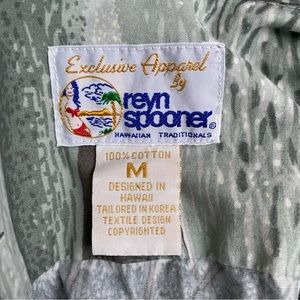 Exclusive Apparel
By
reyn
spooner®
HAWAIIAN TRADITIONALS
100% COTTON
M
DESIGNED IN
HAWAII
TAILORED IN KOREA
TEXTILE DESIGN
COPYRIGHTED